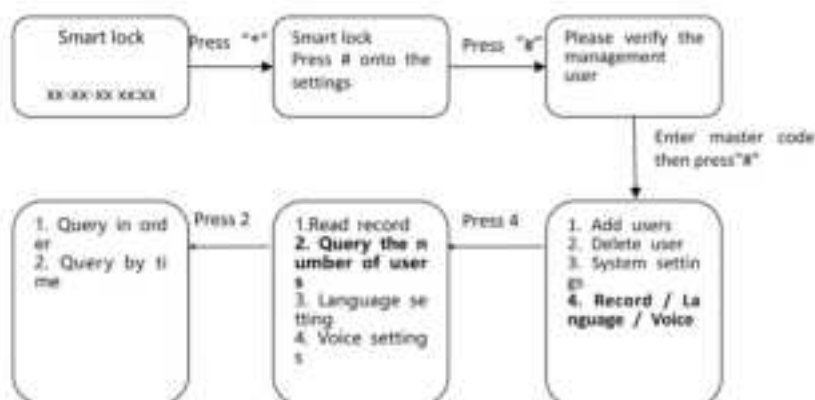 Smart lock
xx-xx-xx xx:xx
Press "*"
Smart lock
Press # onto the
settings
Press "#"
Please verify the
management
user
Enter master code
then press"#"
1. Add users
2. Delete user
3. System settin
gs
4. Record / La
nguage / Voice
Press 4
1.Read record
2. Query the n
umber of user
s
3. Language se
tting
4. Voice setting
s
Press 2
1. Query in ord
er
2. Query by ti
me